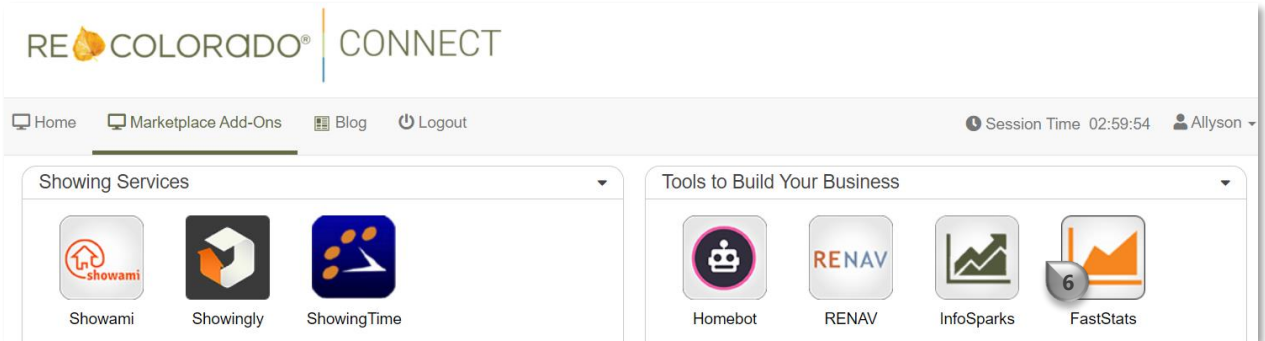 RE COLORADO® CONNECT
Home Marketplace Add-Ons Blog Logout Session Time 02:59:54 Allyson
Showing Services
showami
Showami Showingly ShowingTime
Tools to Build Your Business
RENAV
6
Homebot RENAV InfoSparks FastStats